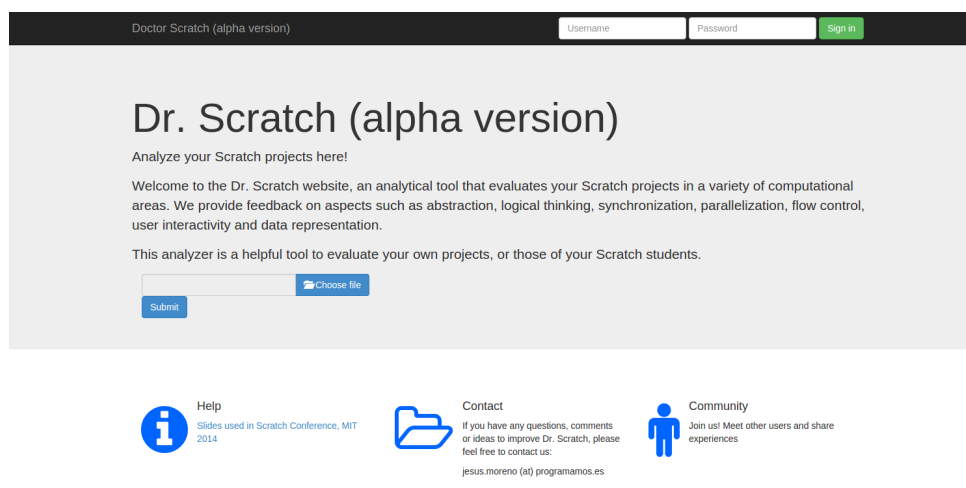 Doctor Scratch (alpha version)
Username
Password
Sign in
Dr. Scratch (alpha version)
Analyze your Scratch projects here!
Welcome to the Dr. Scratch website, an analytical tool that evaluates your Scratch projects in a variety of computational
areas. We provide feedback on aspects such as abstraction, logical thinking, synchronization, parallelization, flow control,
user interactivity and data representation.
This analyzer is a helpful tool to evaluate your own projects, or those of your Scratch students.
Choose file
Submit
Help
Slides used in Scratch Conference, MIT
2014
Contact
If you have any questions, comments
or ideas to improve Dr. Scratch, please
feel free to contact us:
jesus.moreno (at) programamos.es
Community
Join us! Meet other users and share
experiences